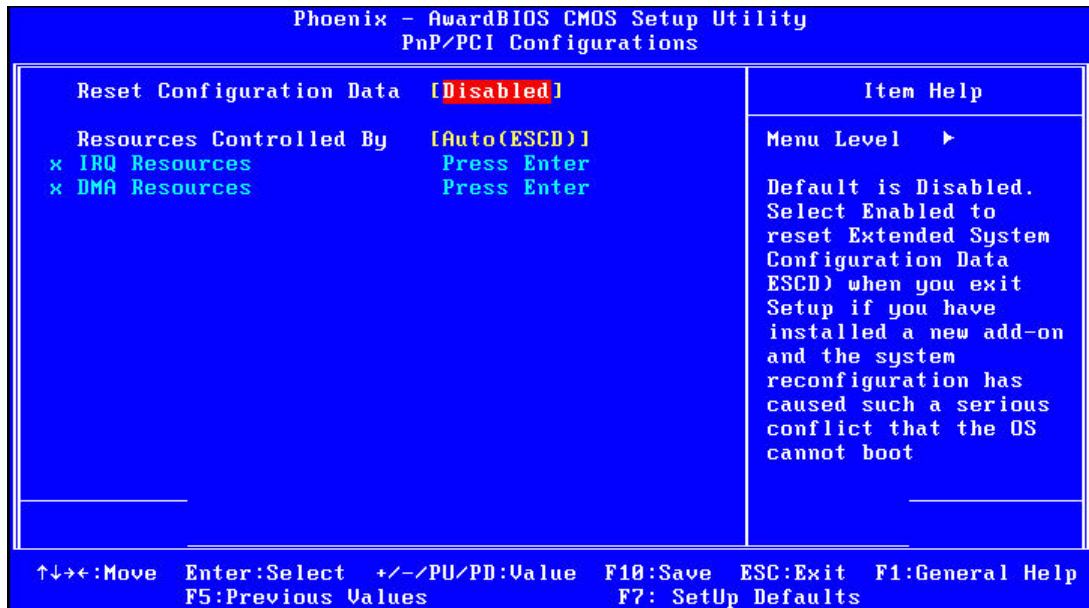 Phoenix - AwardBIOS CMOS Setup Utility
PnP/PCI Configurations
Reset Configuration Data [Disabled]
Resources Controlled By [Auto(ESCD)]
x IRQ Resources Press Enter
x DMA Resources Press Enter
Item Help
Menu Level ►
Default is Disabled.
Select Enabled to
reset Extended System
Configuration Data
ESCD) when you exit
Setup if you have
installed a new add-on
and the system
reconfiguration has
caused such a serious
conflict that the OS
cannot boot
↑↓→←:Move Enter:Select +/-/PU/PD:Value F10:Save ESC:Exit F1:General Help
F5:Previous Values F7: SetUp Defaults